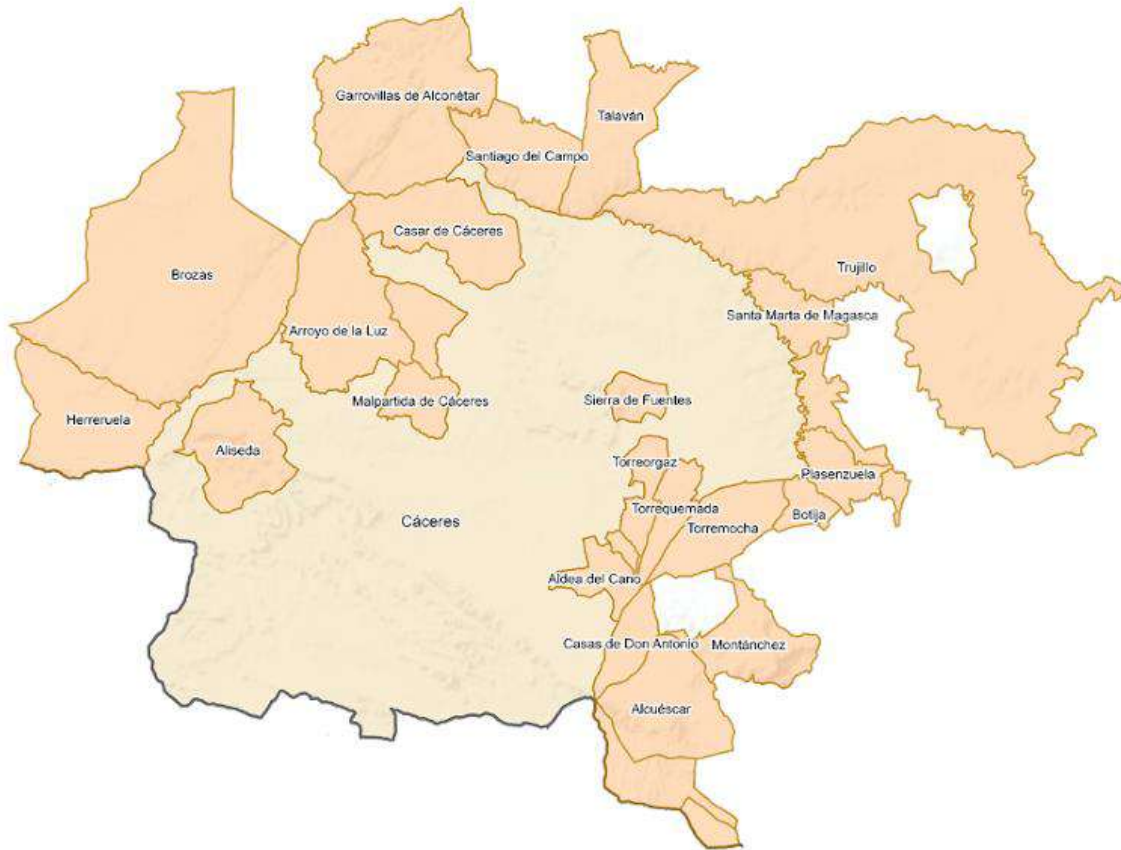 Garrovillas de Alconétar
Talaván
Santiago del Campo
Casar de Cáceres
Trujillo
Brozas
Santa Marta de Magasca
Arroyo de la Luz
Malpartida de Cáceres
Sierra de Fuentes
Herreruela
Aliseda
Torreorgaz
Plasenzuela
Torrequemada
Botija
Cáceres
Torremocha
Aldea del Cano
Casas de Don Antonio
Montánchez
Alcuéscar